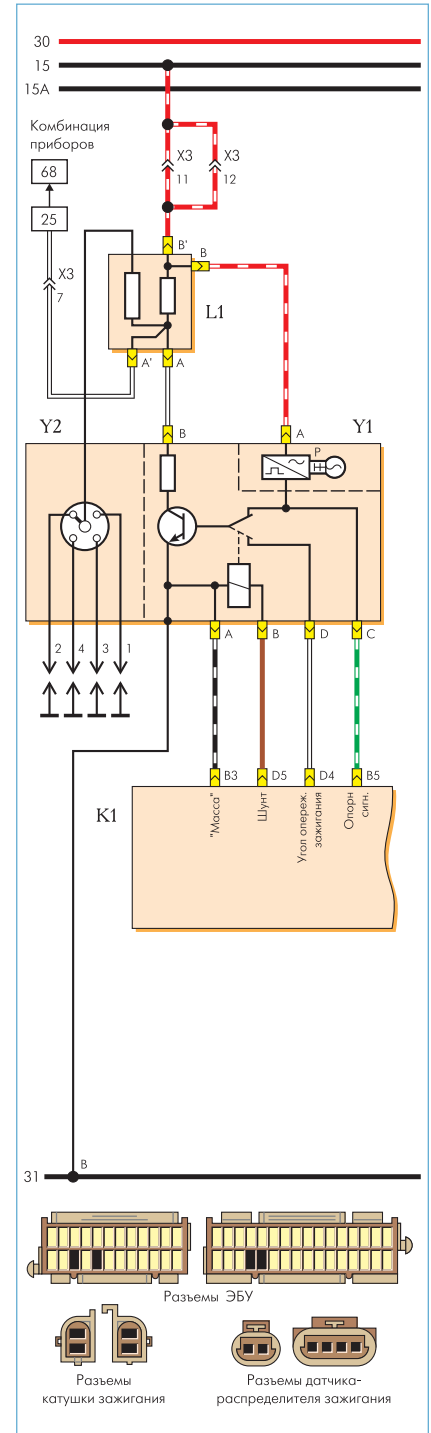 30
15
15А
Комбинация
приборов
68
25
X3
7
X3
11
X3
12
B'
B
L1
A'
A
Y2
B
A
Y1
P
2
4
3
1
A
B
D
C
B3
D5
D4
B5
K1
"Масса"
Шунт
Угол опереж.
зажигания
Опорн
сигн.
31
B
Разъемы ЭБУ
Разъемы
катушки зажигания
Разъемы датчика-
распределителя зажигания